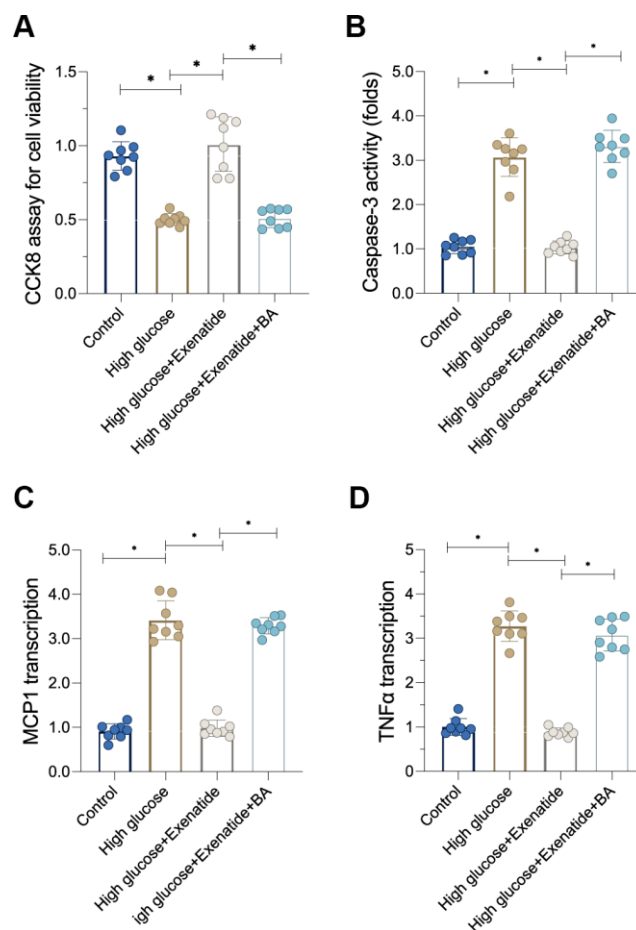 A
CCK8 assay for cell viability
1.5
1.0
0.5
0.0
*
*
*
Control
High glucose
High glucose+Exenatide
High glucose+Exenatide+BA
B
Caspase-3 activity (folds)
5.0
4.0
3.0
2.0
1.0
0.0
*
*
*
Control
High glucose
High glucose+Exenatide
High glucose+Exenatide+BA
C
MCP1 transcription
5.0
4.0
3.0
2.0
1.0
0.0
*
*
*
Control
High glucose
High glucose+Exenatide
igh glucose+Exenatide+BA
D
TNFα transcription
5
4
3
2
1
0
*
*
*
Control
High glucose
High glucose+Exenatide
High glucose+Exenatide+BA